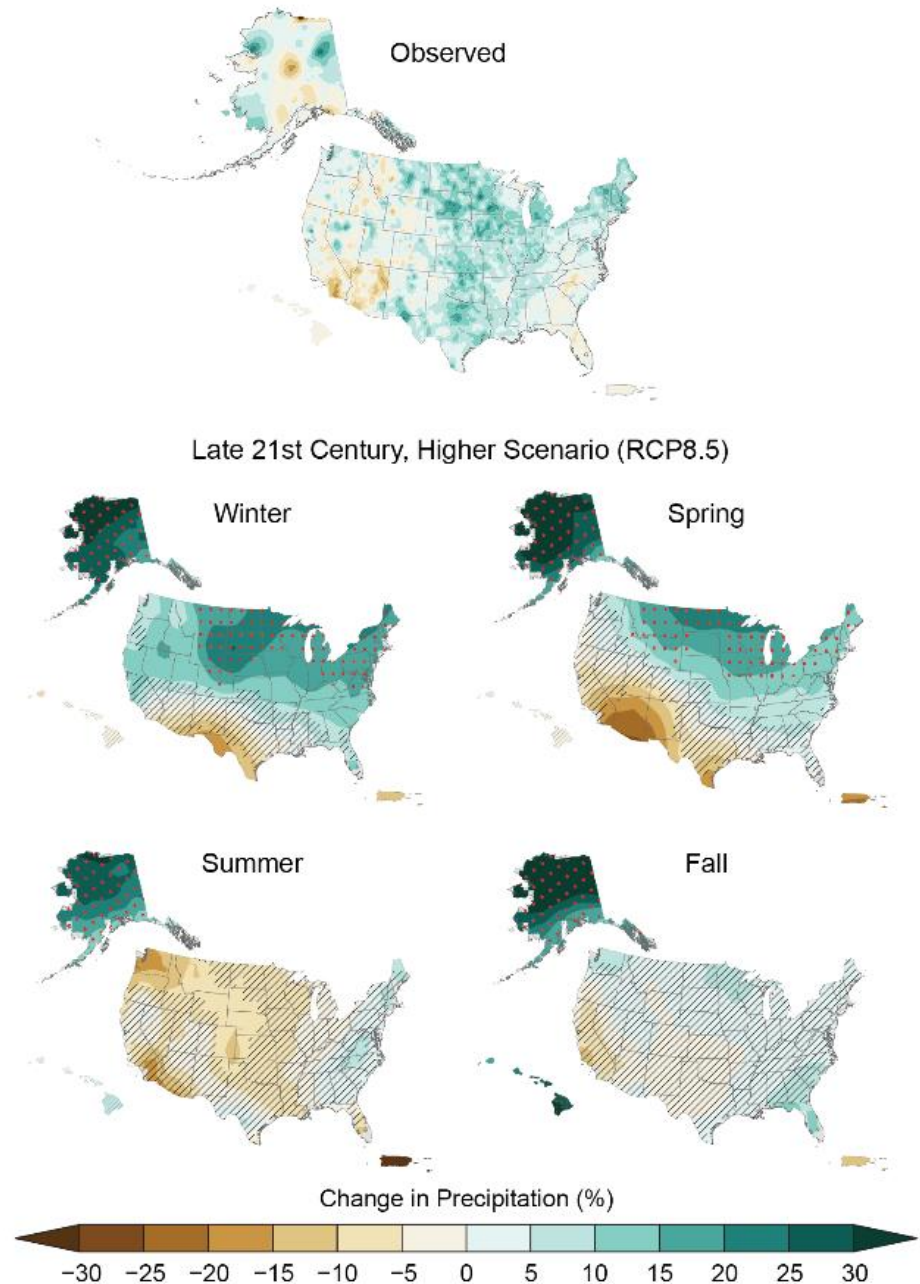 Observed
Late 21st Century, Higher Scenario (RCP8.5)
Winter
Spring
Summer
Fall
Change in Precipitation (%)
−30 −25 −20 −15 −10 −5 0 5 10 15 20 25 30